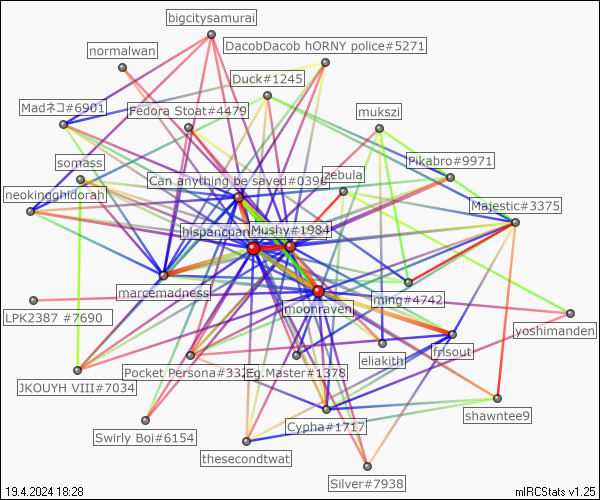 bigcitysamurai
normalwan
DacobDacob hORNY police#5271
Duck#1245
Madネコ#6901
Fedora Stoat#4479
mukszi
somass
Pikabro#9971
zebula
Can anything be saved#0396
neokingghidorah
Majestic#3375
Mushy#1984
marcemadness
ming#4742
moonraven
LPK2387 #7690
yoshimanden
frisout
eliakith
Pocket Persona#332
Eg.Master#1378
JKOUYH VIII#7034
shawntee9
Cypha#1717
Swirly Boi#6154
thesecondtwat
Silver#7938
19.4.2024 18:28
mIRCStats v1.25